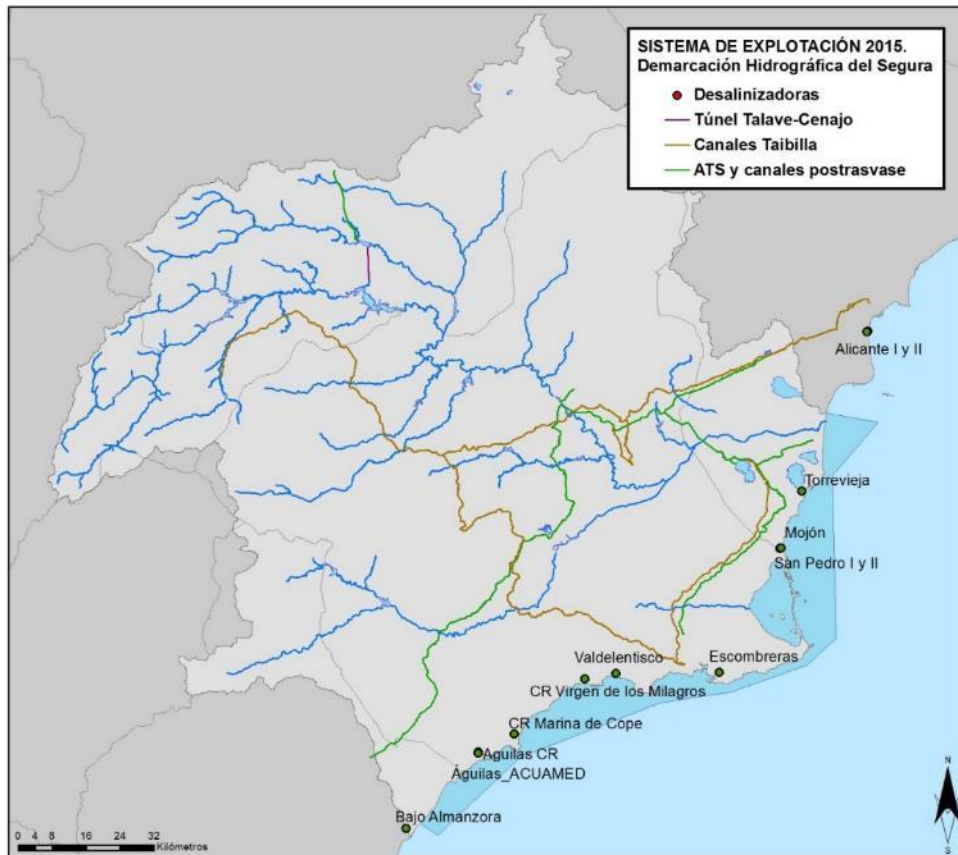 SISTEMA DE EXPLOTACIÓN 2015.
Demarcación Hidrográfica del Segura
Desalinizadoras
Túnel Talave-Cenajo
Canales Taibilla
ATS y canales postrasvase
Alicante I y II
Torrevieja
Mojón
San Pedro I y II
Escombreras
Valdelentisco
CR Virgen de los Milagros
CR Marina de Cope
Aguilas CR
Águilas_ACUAMED
Bajo Almanzora
N
S
0 4 8 16 24 32
Kilómetros